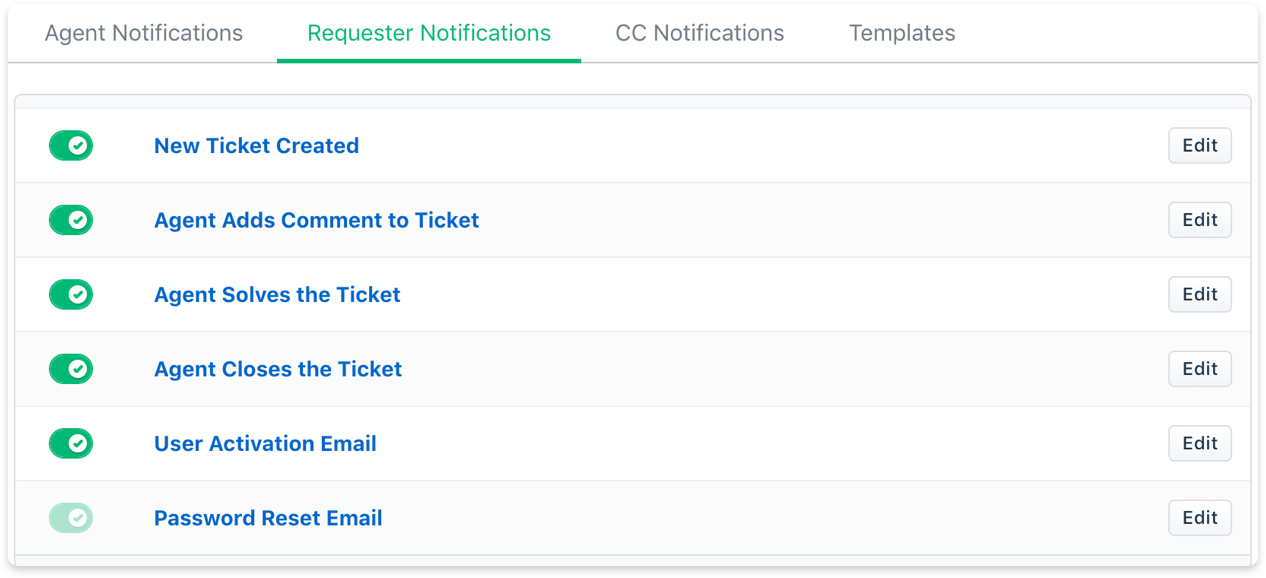 Agent Notifications Requester Notifications CC Notifications Templates
New Ticket Created Edit
Agent Adds Comment to Ticket Edit
Agent Solves the Ticket Edit
Agent Closes the Ticket Edit
User Activation Email Edit
Password Reset Email Edit